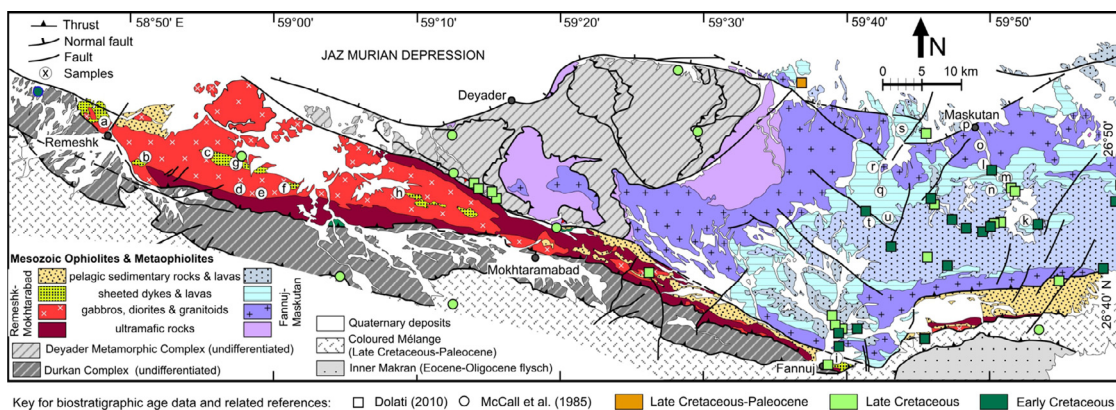 58°50' E 59°00' 59°10' 59°20' 59°30' 59°40' 59°50'
Thrust
Normal fault
Fault
x Samples
JAZ MURIAN DEPRESSION
N
0 5 10 km
Deyader
Maskutan
Remeshk
Mokhtaramabad
Fannuj
26°50'
26°40' N
a
b
c
g
d
e
f
h
i
s
r
q
t
u
p
o
l
m
n
k
Mesozoic Ophiolites & Metaophiolites
Remeshk-
Mokhtarabad
pelagic sedimentary rocks & lavas
sheeted dykes & lavas
gabbros, diorites & granitoids
ultramafic rocks
Fannuj-
Maskutan
Deyader Metamorphic Complex (undifferentiated)
Durkan Complex (undifferentiated)
Quaternary deposits
Coloured Mélange
(Late Cretaceous-Paleocene)
Inner Makran (Eocene-Oligocene flysch)
Key for biostratigraphic age data and related references: Dolati (2010) McCall et al. (1985) Late Cretaceous-Paleocene Late Cretaceous Early Cretaceous